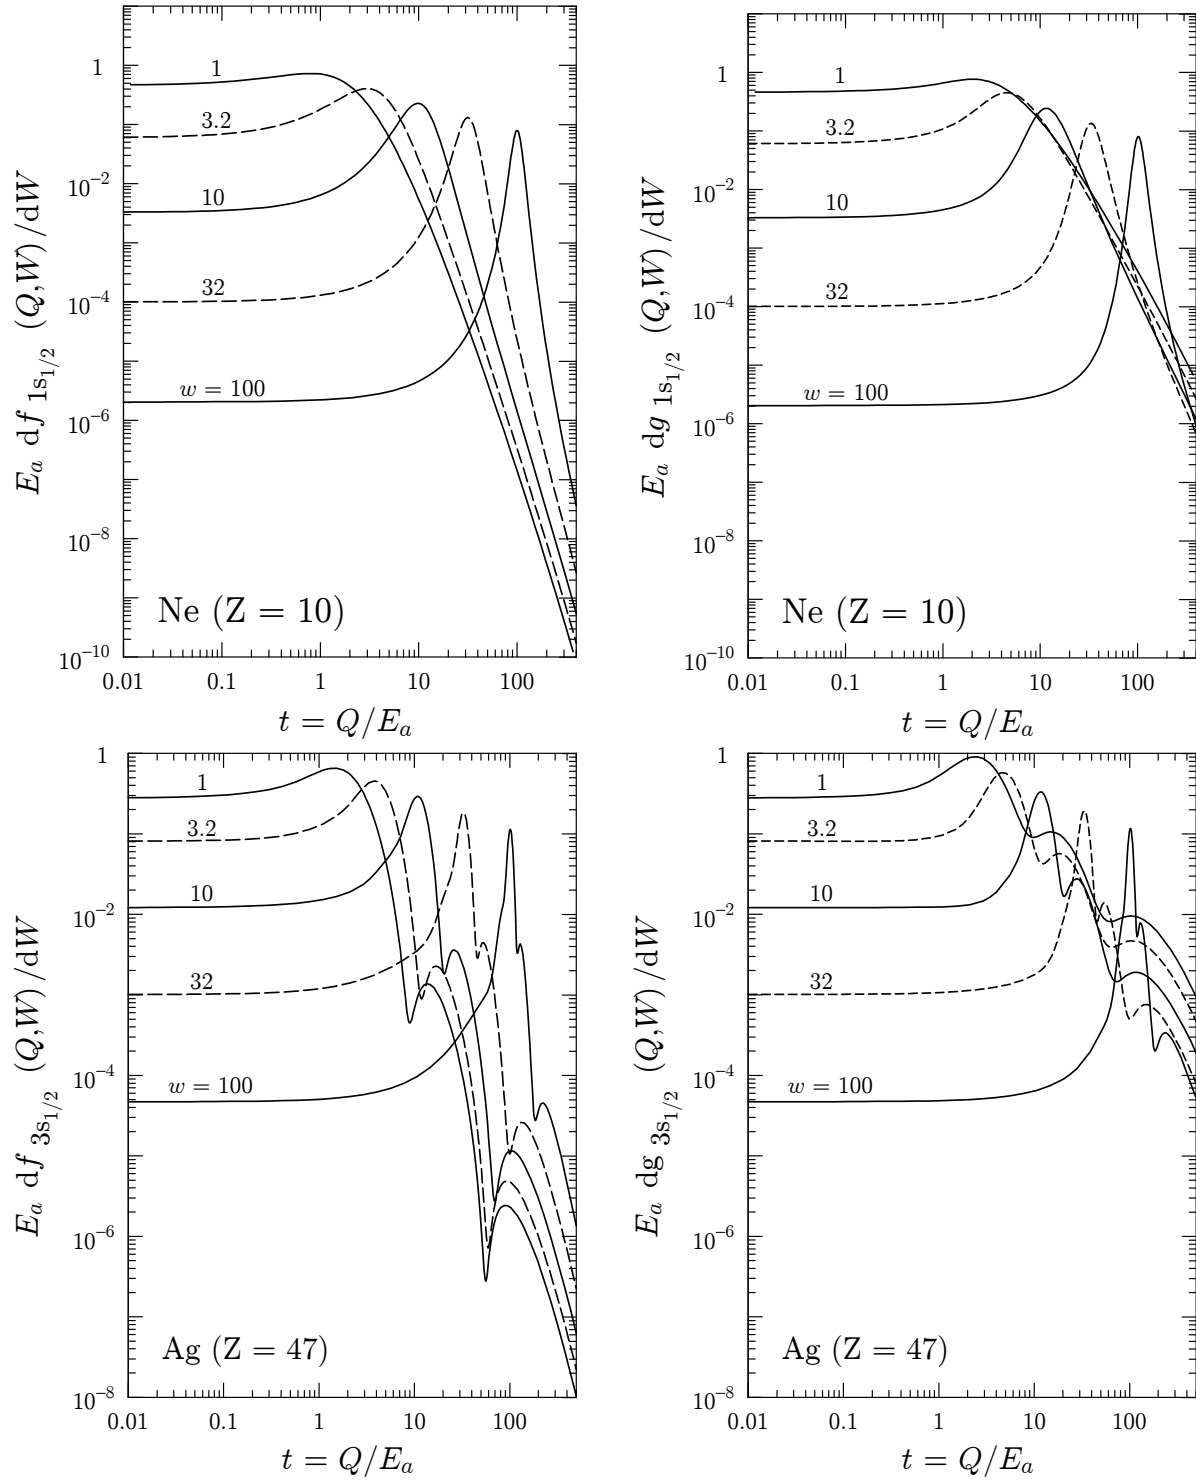 E_a df 1s_{1/2} (Q,W)/dW
1
10^{-2}
10^{-4}
10^{-6}
10^{-8}
10^{-10}
1
3.2
10
32
w = 100
Ne (Z = 10)
0.01 0.1 1 10 100
t = Q/E_a
E_a dg 1s_{1/2} (Q,W)/dW
1
10^{-2}
10^{-4}
10^{-6}
10^{-8}
10^{-10}
1
3.2
10
32
w = 100
Ne (Z = 10)
0.01 0.1 1 10 100
t = Q/E_a
E_a df 3s_{1/2} (Q,W)/dW
1
10^{-2}
10^{-4}
10^{-6}
10^{-8}
1
3.2
10
32
w = 100
Ag (Z = 47)
0.01 0.1 1 10 100
t = Q/E_a
E_a dg 3s_{1/2} (Q,W)/dW
1
10^{-2}
10^{-4}
10^{-6}
10^{-8}
1
3.2
10
32
w = 100
Ag (Z = 47)
0.01 0.1 1 10 100
t = Q/E_a